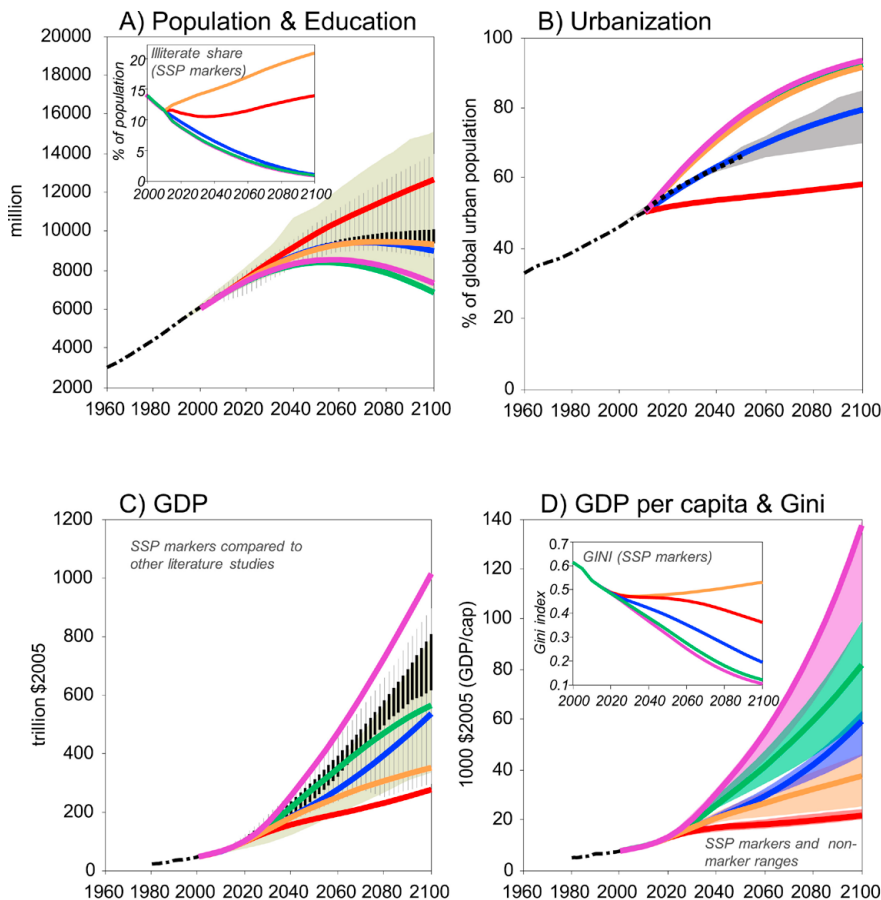 A) Population & Education
20000
18000
16000
14000
12000
10000
8000
6000
4000
2000
million
1960 1980 2000 2020 2040 2060 2080 2100
Illiterate share
(SSP markers)
% of population
20
15
10
5
0
2000 2020 2040 2060 2080 2100
B) Urbanization
100
80
60
40
20
0
% of global urban population
1960 1980 2000 2020 2040 2060 2080 2100
C) GDP
1200
1000
800
600
400
200
0
trillion $2005
SSP markers compared to
other literature studies
1960 1980 2000 2020 2040 2060 2080 2100
D) GDP per capita & Gini
140
120
100
80
60
40
20
0
1000 $2005 (GDP/cap)
GINI (SSP markers)
Gini index
0.7
0.6
0.5
0.4
0.3
0.2
0.1
2000 2020 2040 2060 2080 2100
SSP markers and non-
marker ranges
1960 1980 2000 2020 2040 2060 2080 2100